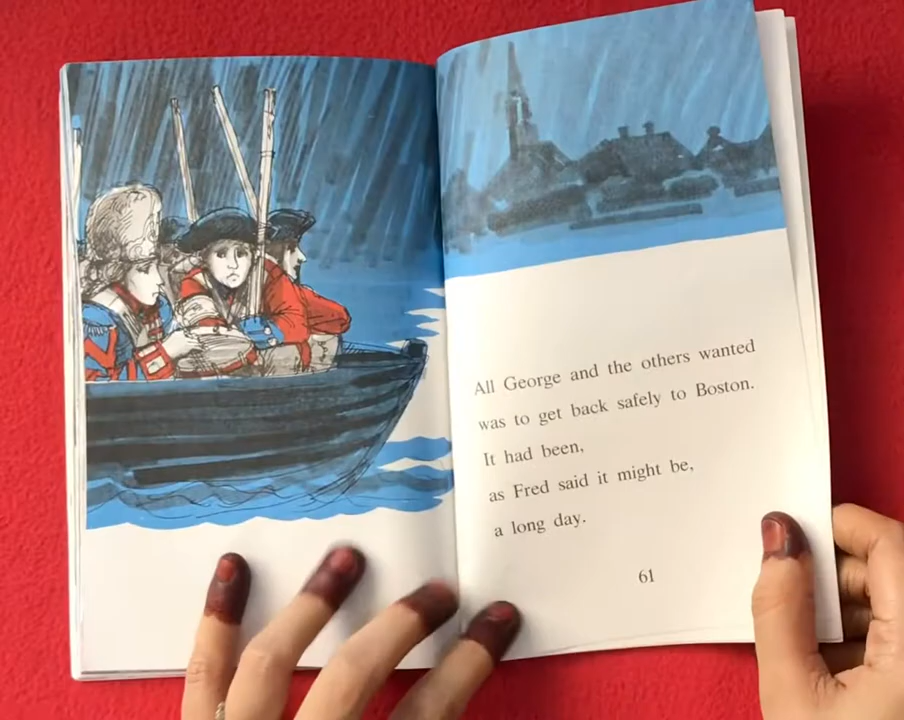 All George and the others wanted
was to get back safely to Boston.
It had been,
as Fred said it might be,
a long day.
61